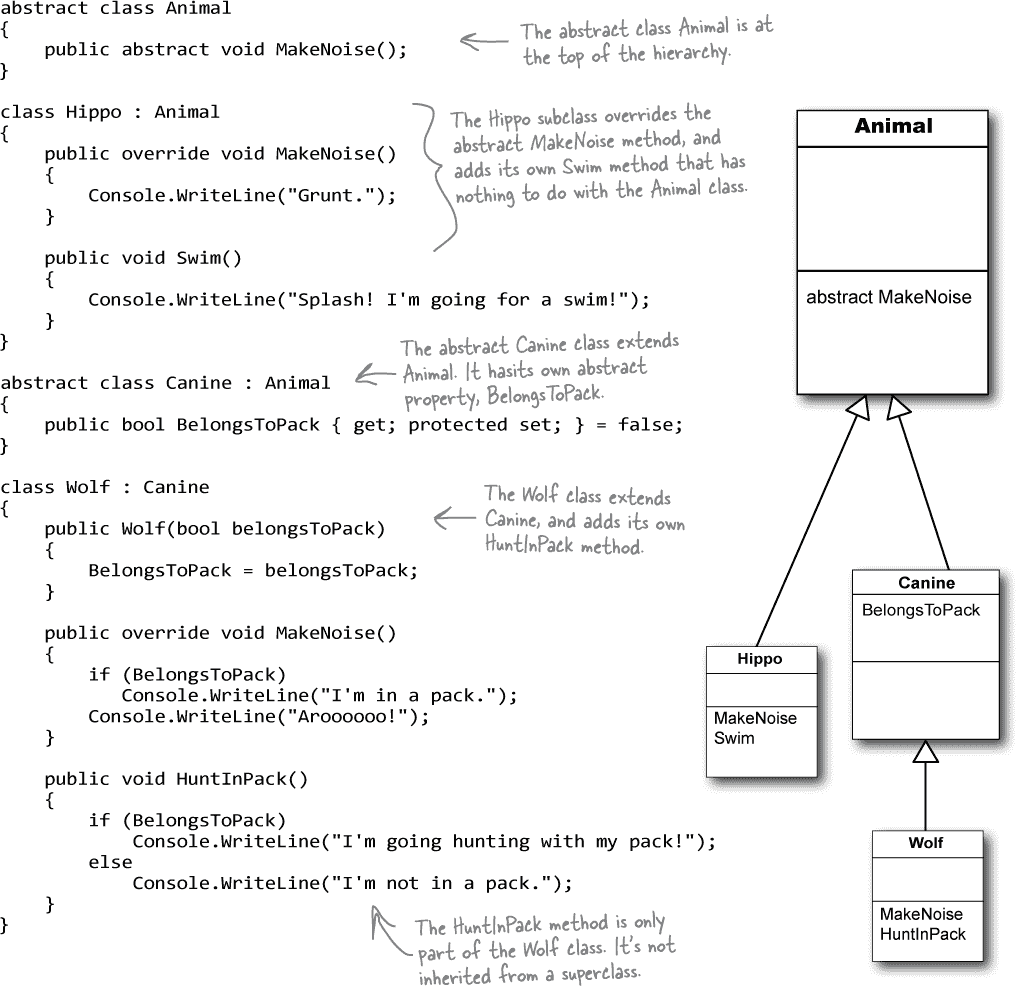 abstract class Animal
{
    public abstract void MakeNoise();
}
The abstract class Animal is at
the top of the hierarchy.
class Hippo : Animal
{
    public override void MakeNoise()
    {
        Console.WriteLine("Grunt.");
    }
    public void Swim()
    {
        Console.WriteLine("Splash! I'm going for a swim!");
    }
}
The Hippo subclass overrides the
abstract MakeNoise method, and
adds its own Swim method that has
nothing to do with the Animal class.
abstract class Canine : Animal
{
    public bool BelongsToPack { get; protected set; } = false;
}
The abstract Canine class extends
Animal. It hasits own abstract
property, BelongsToPack.
class Wolf : Canine
{
    public Wolf(bool belongsToPack)
    {
        BelongsToPack = belongsToPack;
    }
    public override void MakeNoise()
    {
        if (BelongsToPack)
           Console.WriteLine("I'm in a pack.");
        Console.WriteLine("Aroooooo!");
    }
    public void HuntInPack()
    {
        if (BelongsToPack)
            Console.WriteLine("I'm going hunting with my pack!");
        else
            Console.WriteLine("I'm not in a pack.");
    }
}
The Wolf class extends
Canine, and adds its own
HuntInPack method.
The HuntInPack method is only
part of the Wolf class. It's not
inherited from a superclass.
Animal
abstract MakeNoise
Hippo
MakeNoise
Swim
Canine
BelongsToPack
Wolf
MakeNoise
HuntInPack